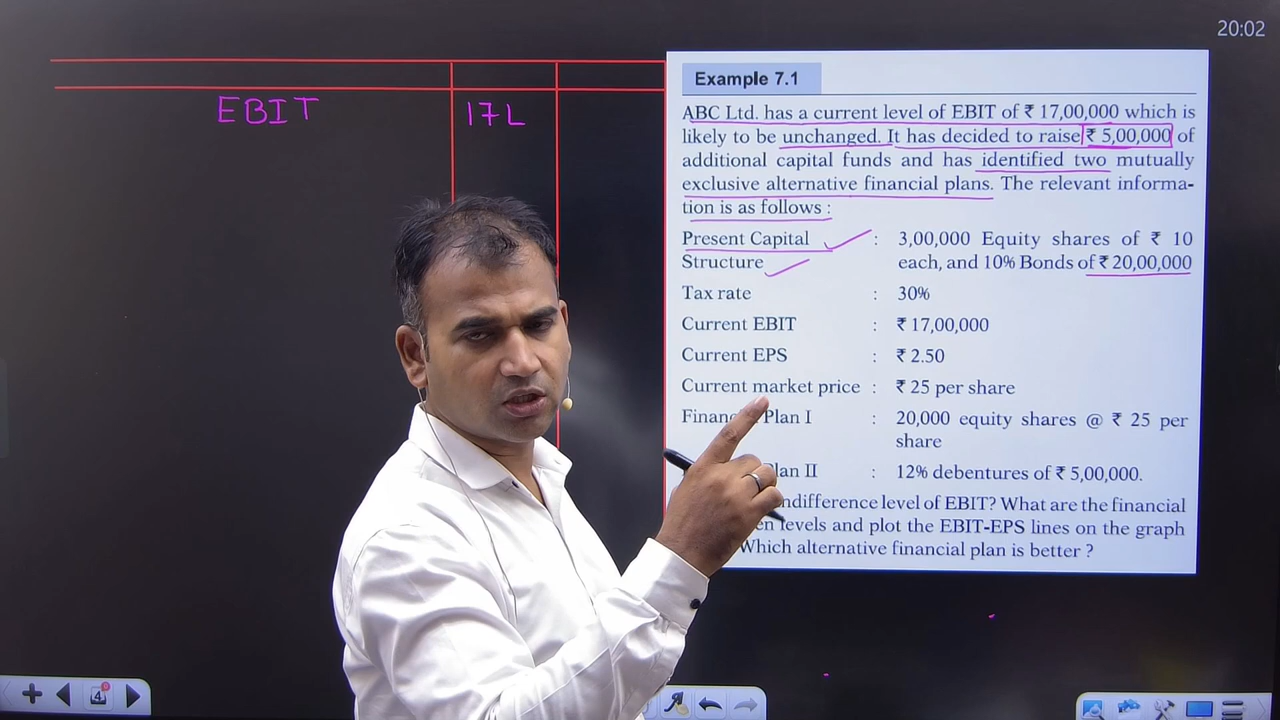 20:02
EBIT 17L
Example 7.1
ABC Ltd. has a current level of EBIT of ₹ 17,00,000 which is
likely to be unchanged. It has decided to raise ₹ 5,00,000 of
additional capital funds and has identified two mutually
exclusive alternative financial plans. The relevant informa-
tion is as follows :
Present Capital : 3,00,000 Equity shares of ₹ 10
Structure each, and 10% Bonds of ₹ 20,00,000
Tax rate : 30%
Current EBIT : ₹ 17,00,000
Current EPS : ₹ 2.50
Current market price : ₹ 25 per share
Plan I : 20,000 equity shares @ ₹ 25 per
share
Plan II : 12% debentures of ₹ 5,00,000.
level of EBIT? What are the financial
levels and plot the EBIT-EPS lines on the graph
Which alternative financial plan is better ?
4